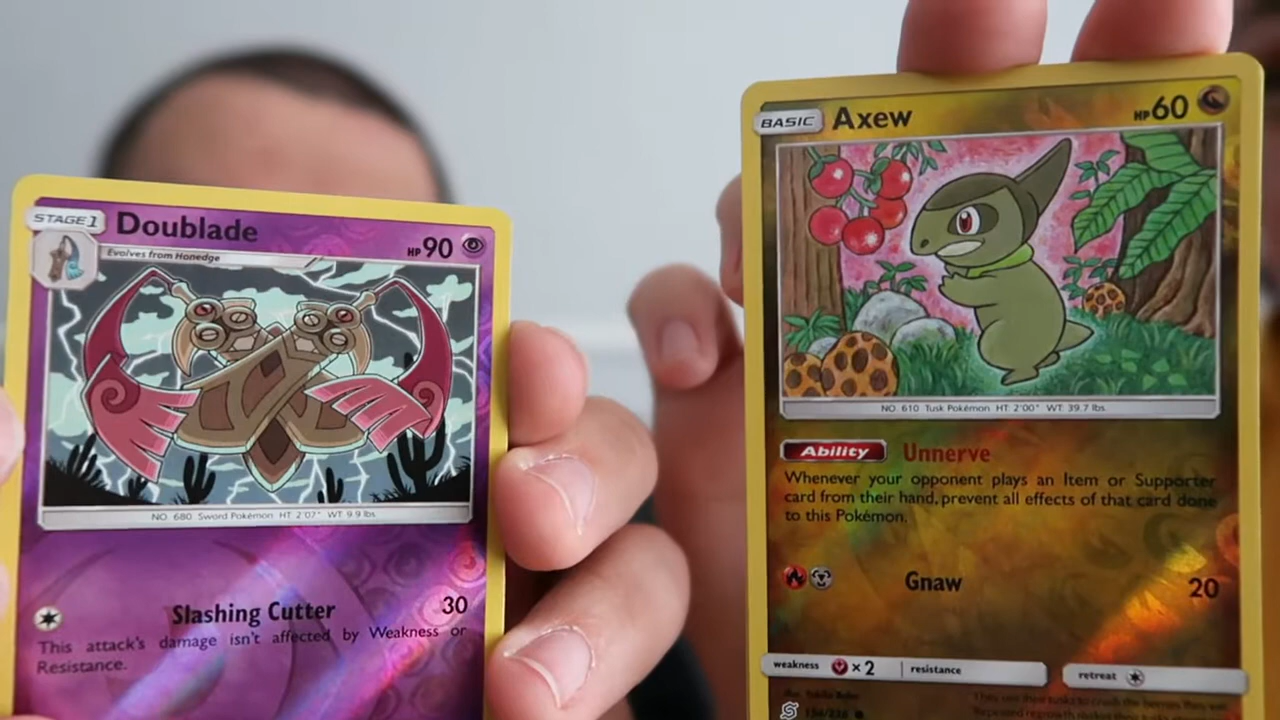 STAGE 1
Doublade
HP 90
Evolves from Honedge
NO. 680 Sword Pokémon HT 2'07" WT 9.9 lbs
Slashing Cutter 30
This attack's damage isn't affected by Weakness or
Resistance.
BASIC Axew HP 60
NO. 610 Tusk Pokémon HT: 2'00" WT: 39.7 lbs.
Ability Unnerve
Whenever your opponent plays an Item or Supporter
card from their hand, prevent all effects of that card done
to this Pokémon.
Gnaw 20
weakness ×2 resistance retreat